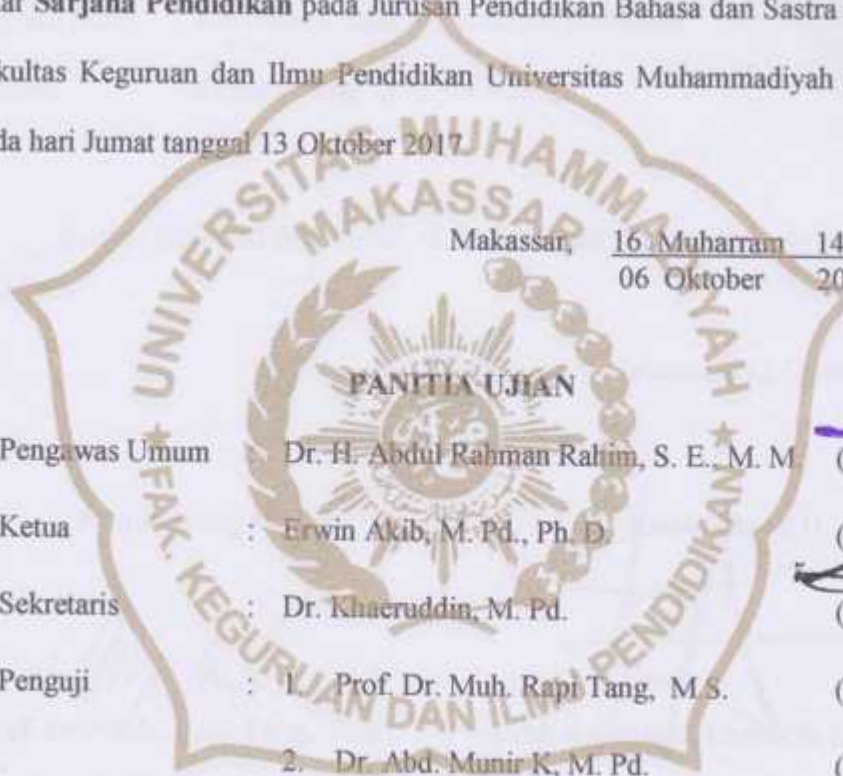 ar Sarjana Pendidikan pada Jurusan Pendidikan Bahasa dan Sastra
kultas Keguruan dan Ilmu Pendidikan Universitas Muhammadiyah
da hari Jumat tanggal 13 Oktober 2017
Makassar, 16 Muharram 14
06 Oktober 20
PANITIA UJIAN
Pengawas Umum Dr. H. Abdul Rahman Rahim, S. E., M. M. (
Ketua : Erwin Akib, M. Pd., Ph. D. (
Sekretaris : Dr. Khaeruddin, M. Pd. (
Penguji : 1. Prof. Dr. Muh. Rapi Tang, M.S. (
2. Dr. Abd. Munir K, M. Pd. (
UNIVERSITAS MUHAMMADIYAH
MAKASSAR
FAK. KEGURUAN DAN ILMU PENDIDIKAN